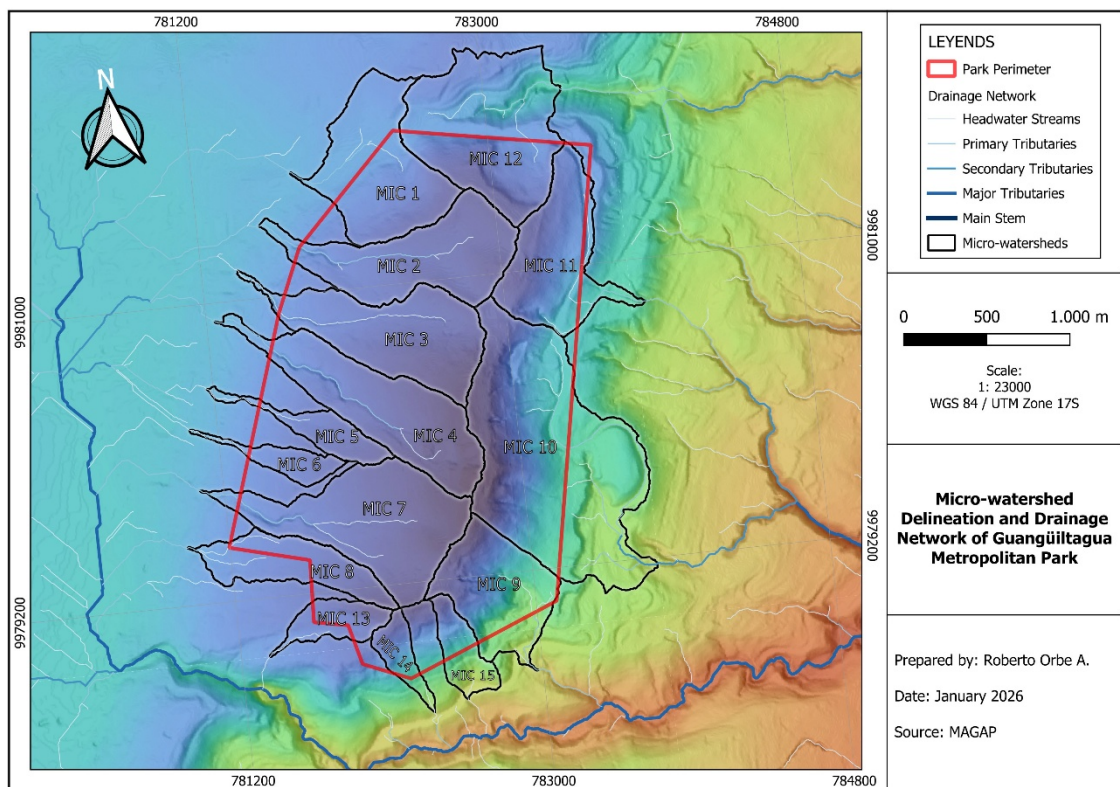 781200
783000
784800
N
MIC 12
MIC 1
MIC 2
MIC 11
MIC 3
MIC 5
MIC 4
MIC 10
MIC 6
MIC 7
MIC 8
MIC 9
MIC 13
MIC 14
MIC 15
9981000
9979200
9981000
9979200
781200
783000
784800
LEYENDS
Park Perimeter
Drainage Network
Headwater Streams
Primary Tributaries
Secondary Tributaries
Major Tributaries
Main Stem
Micro-watersheds
0 500 1.000 m
Scale:
1: 23000
WGS 84 / UTM Zone 17S
Micro-watershed
Delineation and Drainage
Network of Guangüiltagua
Metropolitan Park
Prepared by: Roberto Orbe A.
Date: January 2026
Source: MAGAP